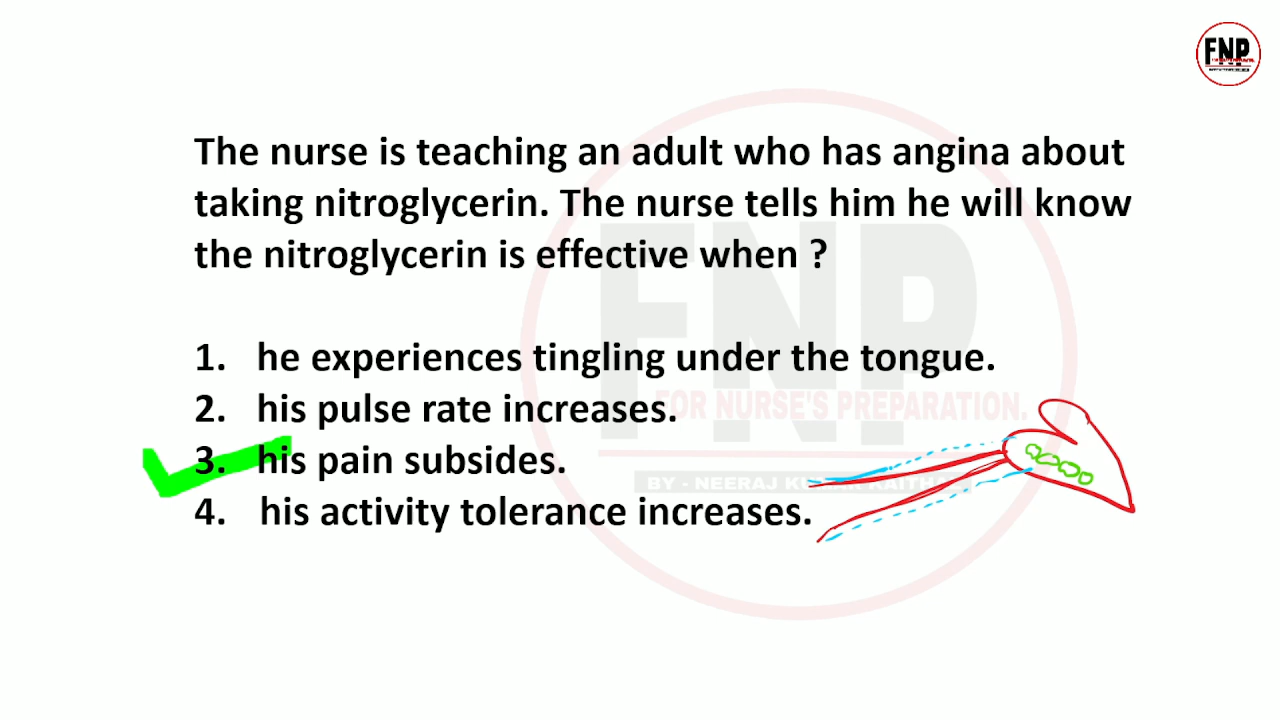 FNP
The nurse is teaching an adult who has angina about
taking nitroglycerin. The nurse tells him he will know
the nitroglycerin is effective when ?
1. he experiences tingling under the tongue.
2. his pulse rate increases.
FOR NURSE'S PREPARATION.
3. his pain subsides.
BY - NEERAJ
4. his activity tolerance increases.
FNP